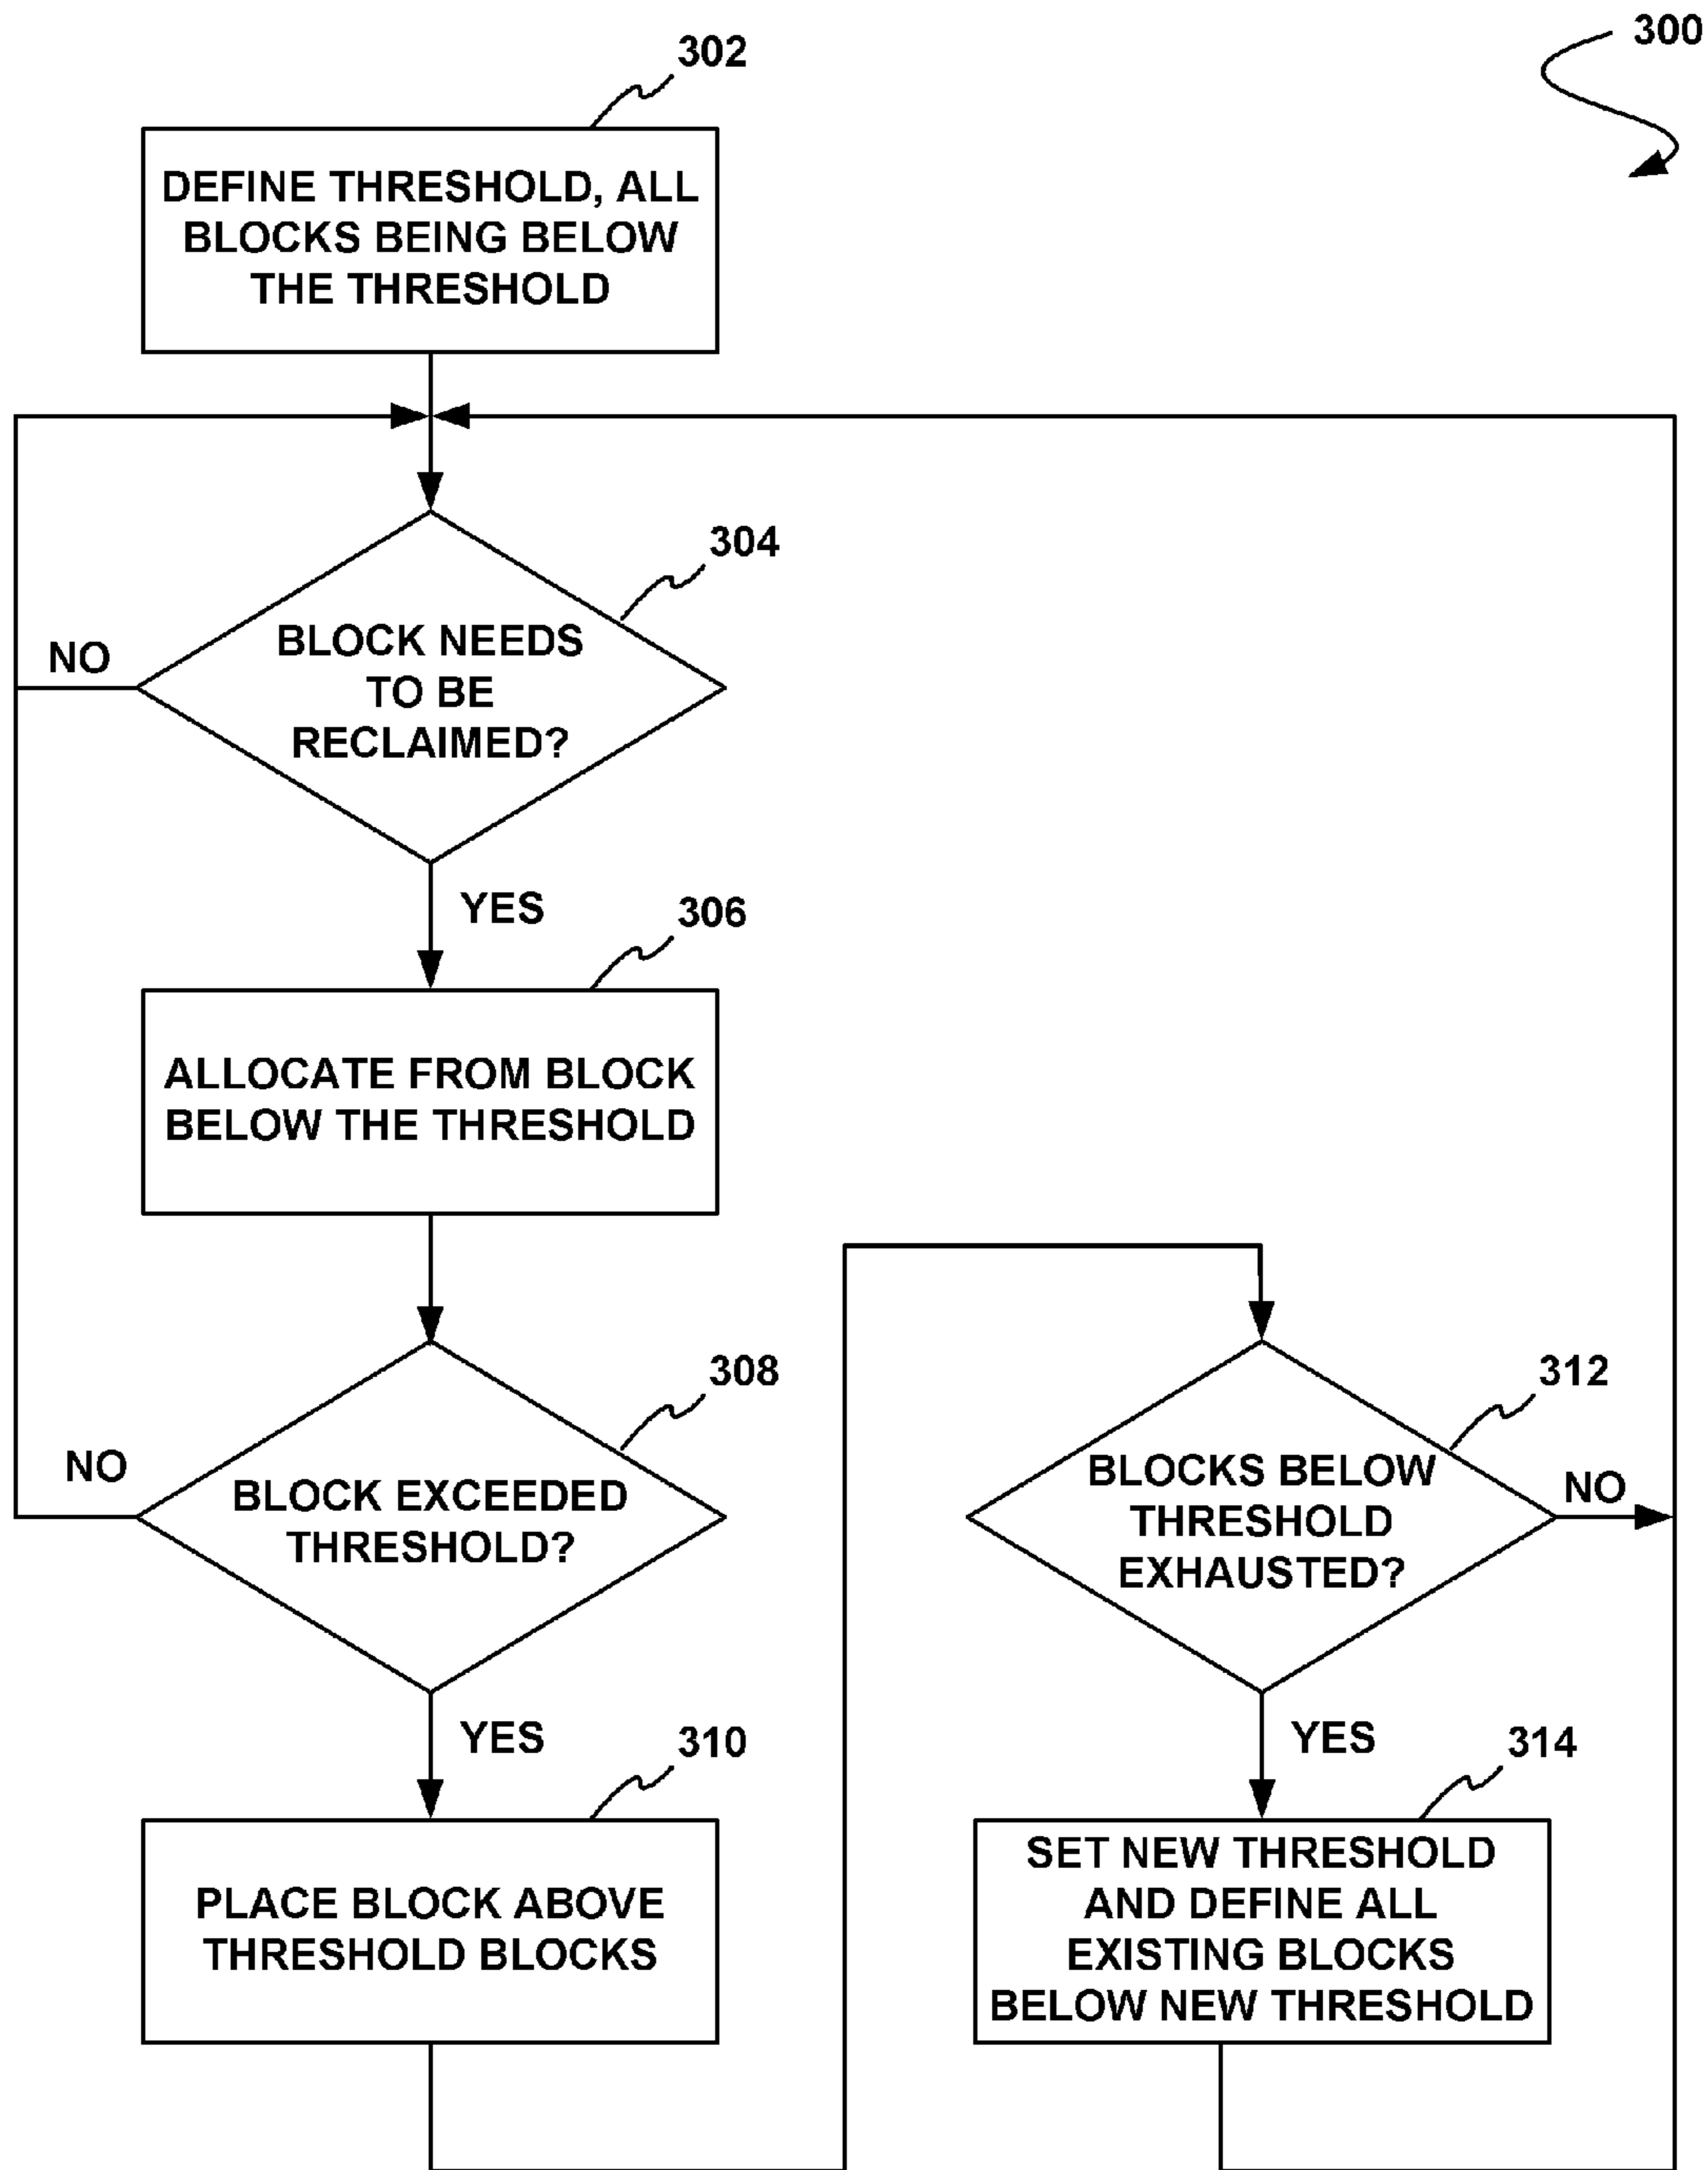 300
302
DEFINE THRESHOLD, ALL
BLOCKS BEING BELOW
THE THRESHOLD
304
BLOCK NEEDS
TO BE
RECLAIMED?
NO
YES
306
ALLOCATE FROM BLOCK
BELOW THE THRESHOLD
308
BLOCK EXCEEDED
THRESHOLD?
NO
YES
310
PLACE BLOCK ABOVE
THRESHOLD BLOCKS
312
BLOCKS BELOW
THRESHOLD
EXHAUSTED?
NO
YES
314
SET NEW THRESHOLD
AND DEFINE ALL
EXISTING BLOCKS
BELOW NEW THRESHOLD